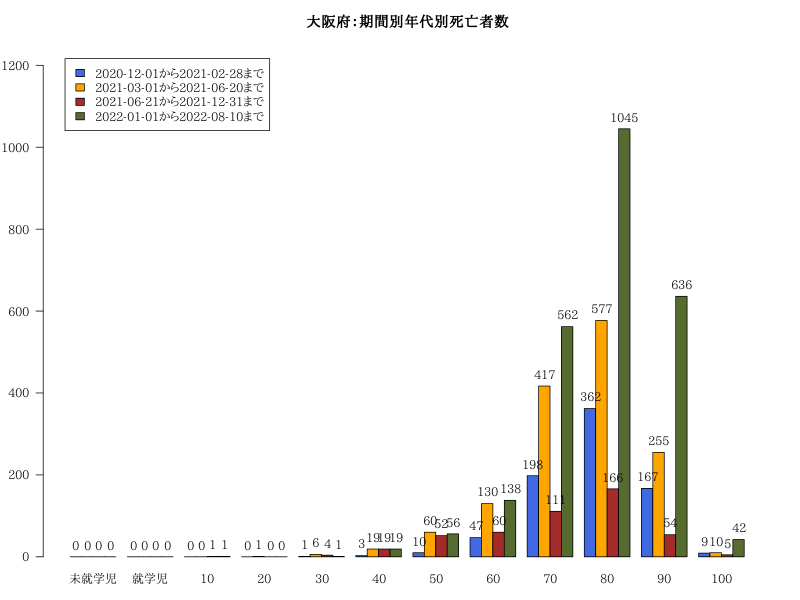 大阪府：期間別年代別死亡者数
2020-12-01から2021-02-28まで
2021-03-01から2021-06-20まで
2021-06-21から2021-12-31まで
2022-01-01から2022-08-10まで
1200
1000
800
600
400
200
0
0 0 0 0
0 0 0 0
0 0 1 1
0 1 0 0
1 6 4 1
3 19 19 19
10 60 52 56
47 130 60 138
198 417 111 562
362 577 166 1045
167 255 54 636
9 10 5 42
未就学児 就学児 10 20 30 40 50 60 70 80 90 100